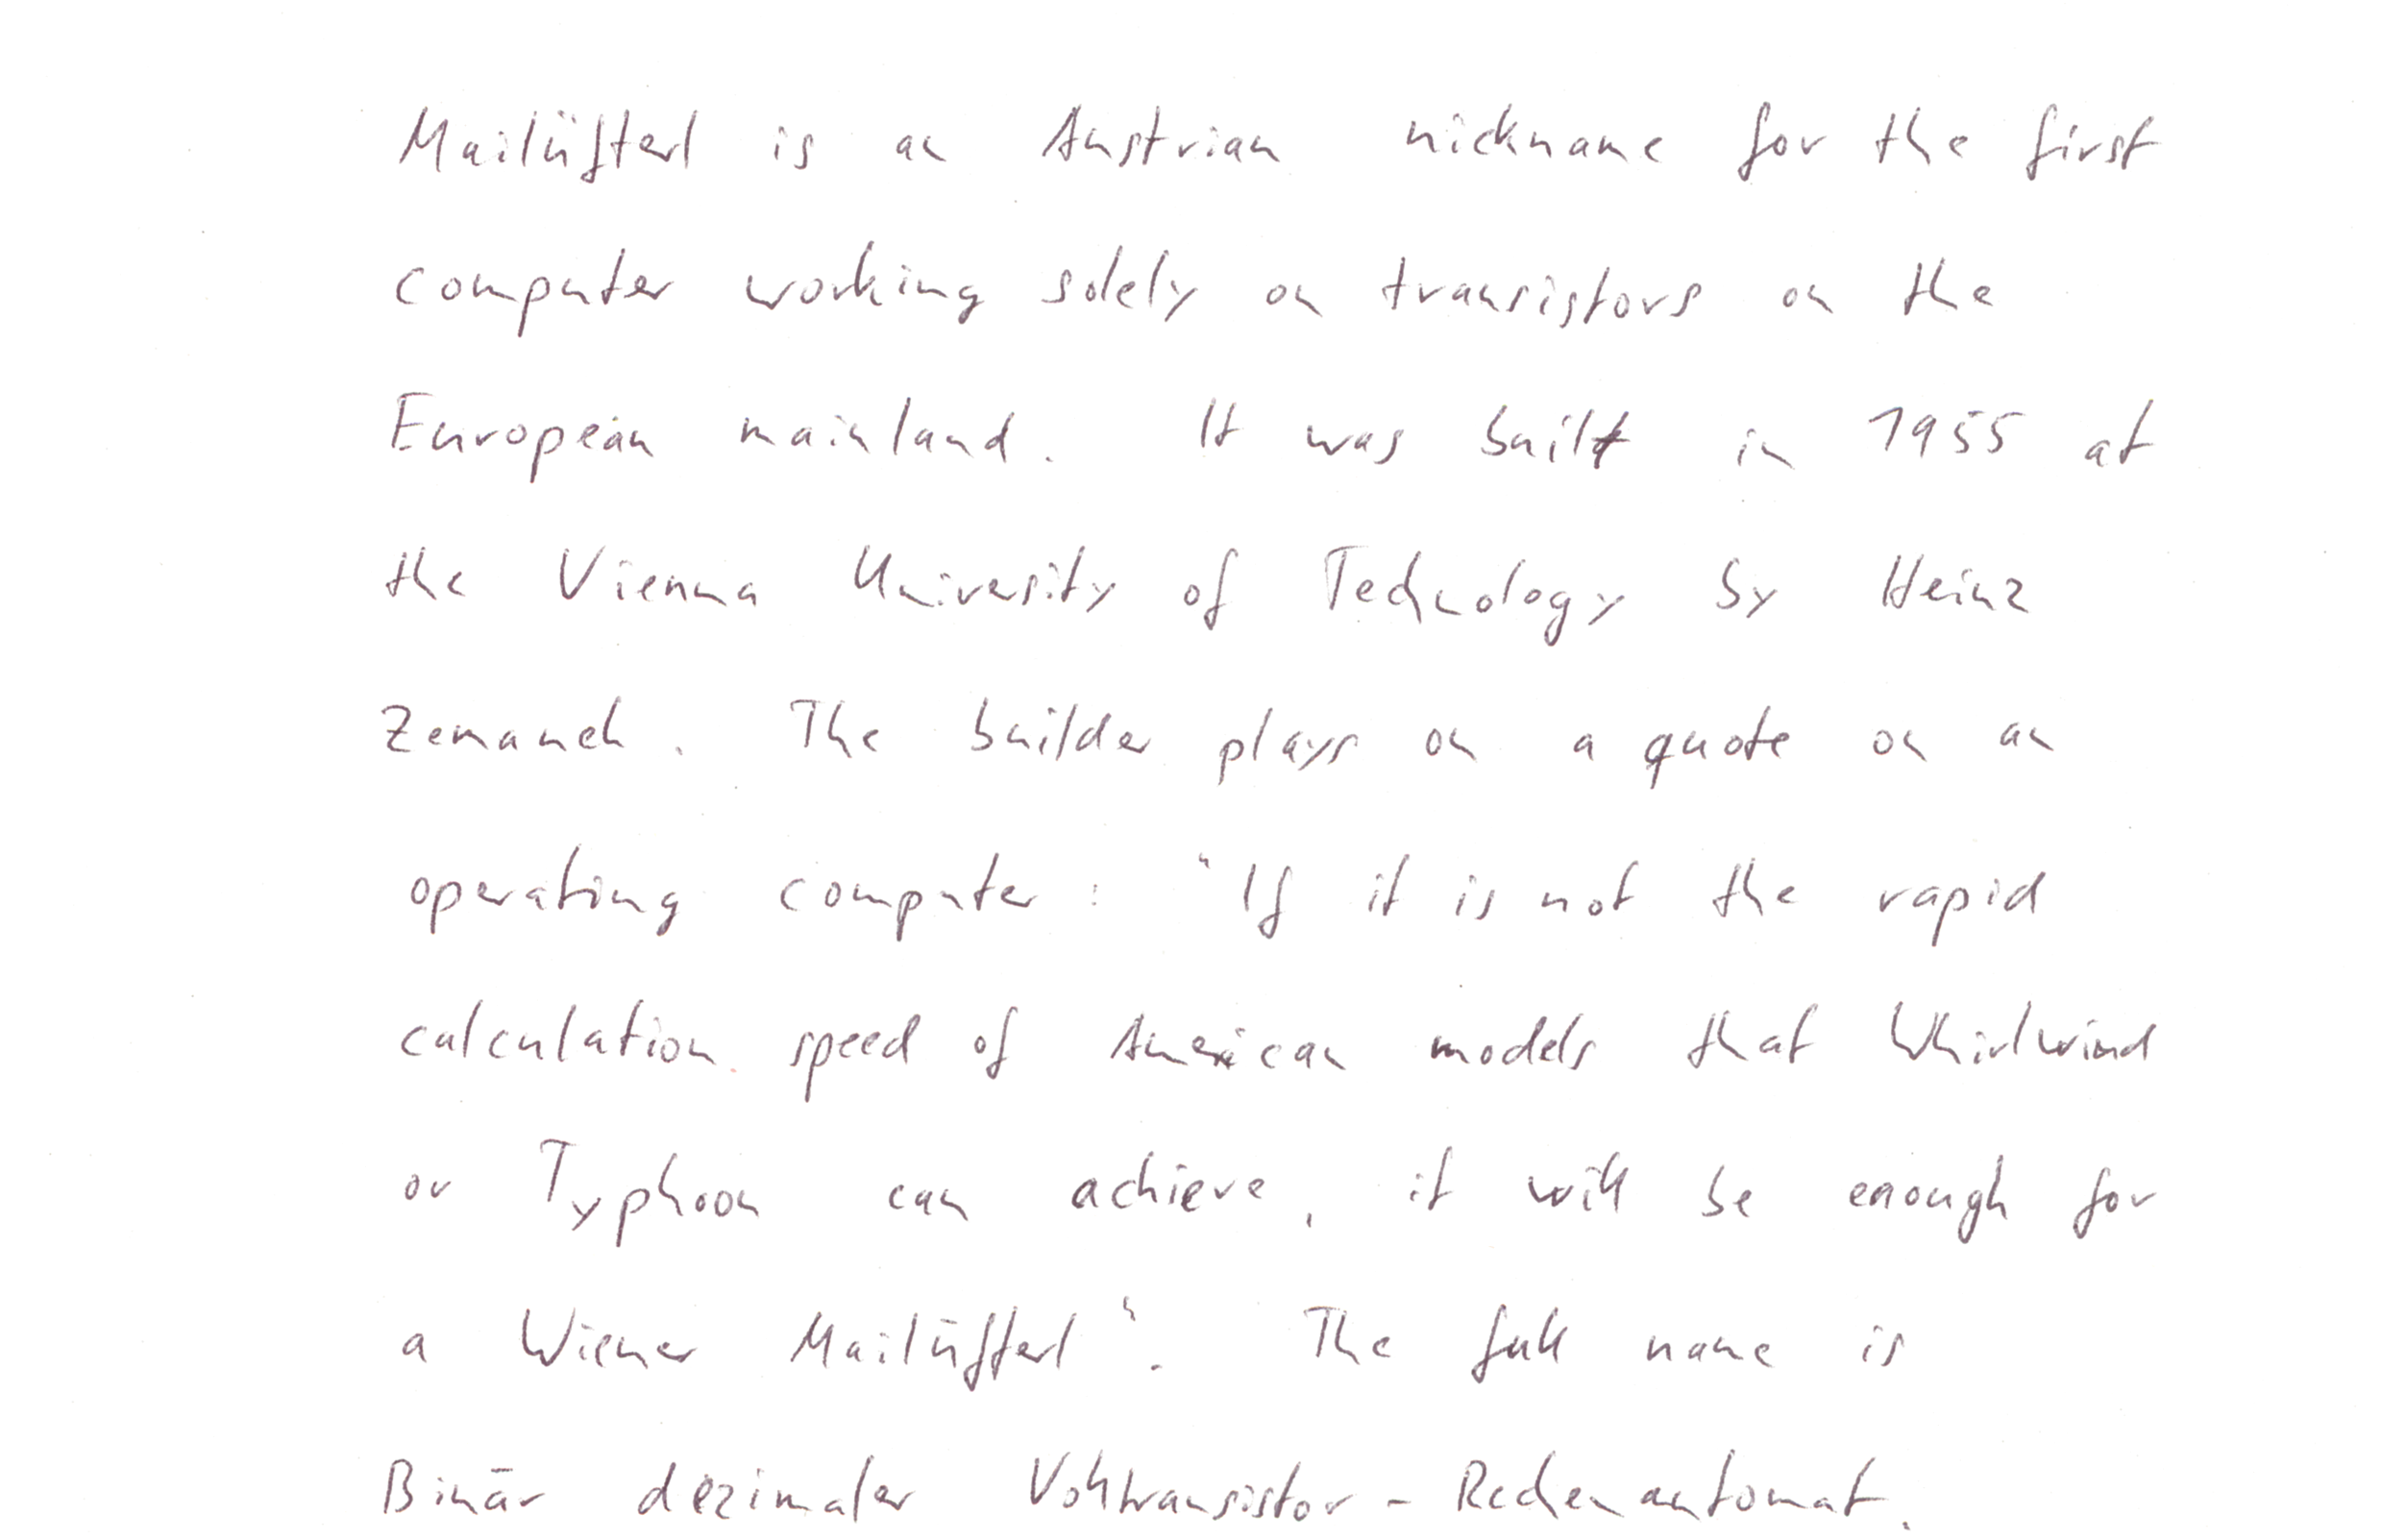 Mailüfterl is an Austrian nickname for the first
computer working solely on transistors on the
European mainland. It was built in 1955 at
the Vienna University of Technology by Heinz
Zemanek. The builder plays on a quote on an
operating computer: "If it is not the rapid
calculation speed of American models that Whirlwind
or Typhoon can achieve, it will be enough for
a Wiener Mailüfterl". The full name is
Binär dezimaler Volltransistor-Rechenautomat.